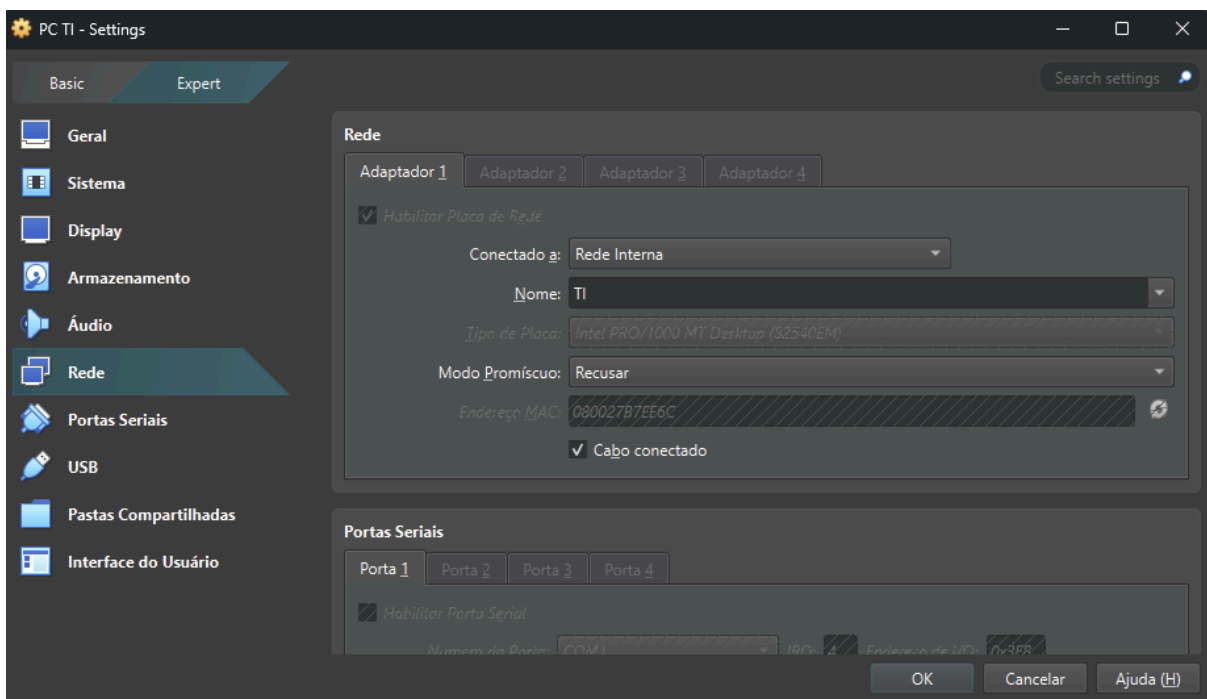 PC TI - Settings
Basic Expert
Search settings
Geral
Sistema
Display
Armazenamento
Áudio
Rede
Portas Seriais
USB
Pastas Compartilhadas
Interface do Usuário
Rede
Adaptador 1 Adaptador 2 Adaptador 3 Adaptador 4
Habilitar Placa de Rede
Conectado a: Rede Interna
Nome: TI
Tipo de Placa: Intel PRO/1000 MT Desktop (82540EM)
Modo Promíscuo: Recusar
Endereço MAC: 080027B7EE6C
Cabo conectado
Portas Seriais
Porta 1 Porta 2 Porta 3 Porta 4
Habilitar Porta Serial
Número da Porta: COM1 IRQ: 4 Endereço de I/O: 0x3F8
OK Cancelar Ajuda (H)